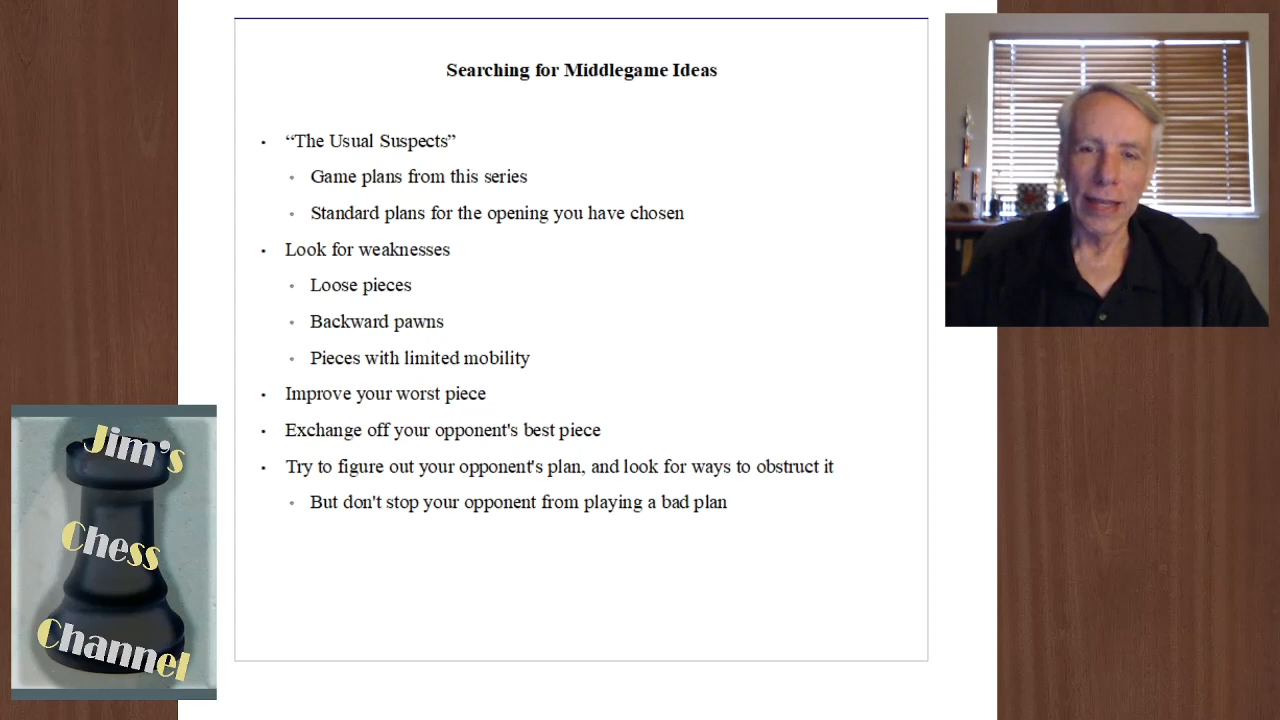 Searching for Middlegame Ideas
“The Usual Suspects”
Game plans from this series
Standard plans for the opening you have chosen
Look for weaknesses
Loose pieces
Backward pawns
Pieces with limited mobility
Improve your worst piece
Exchange off your opponent's best piece
Try to figure out your opponent's plan, and look for ways to obstruct it
But don't stop your opponent from playing a bad plan
Jim's
Chess
Channel